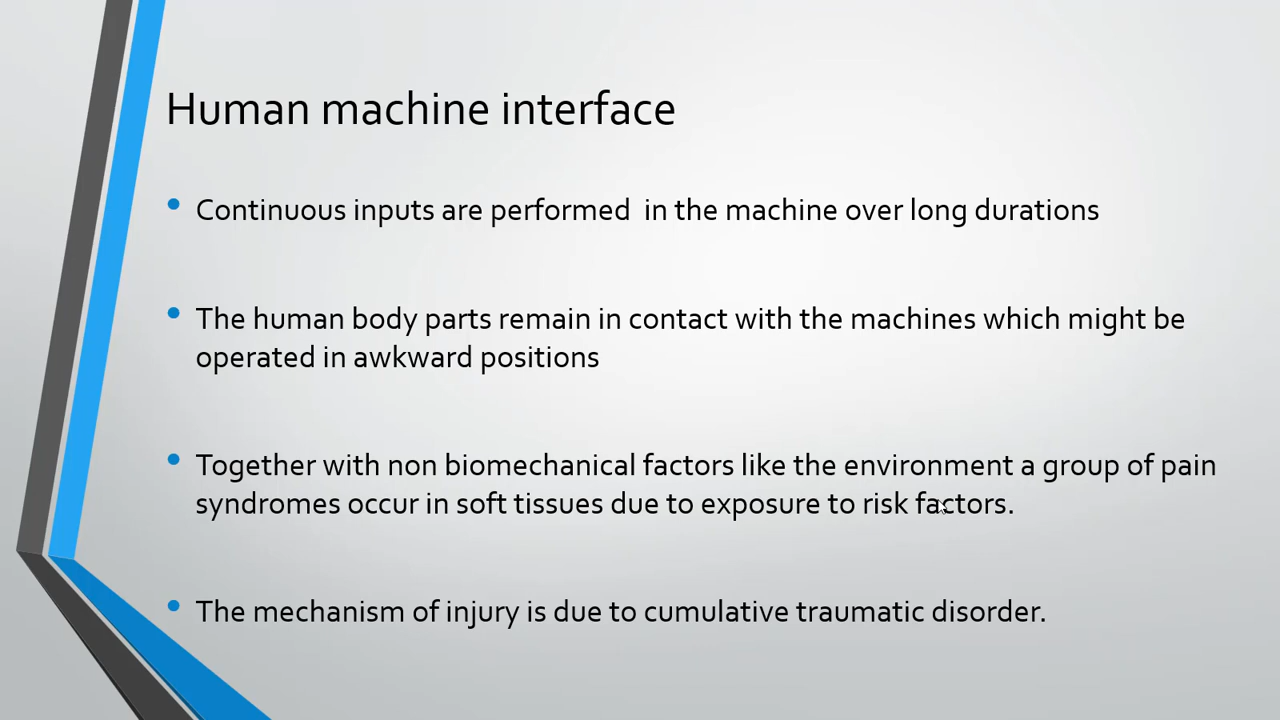 Human machine interface
• Continuous inputs are performed  in the machine over long durations
• The human body parts remain in contact with the machines which might be
operated in awkward positions
• Together with non biomechanical factors like the environment a group of pain
syndromes occur in soft tissues due to exposure to risk factors.
• The mechanism of injury is due to cumulative traumatic disorder.